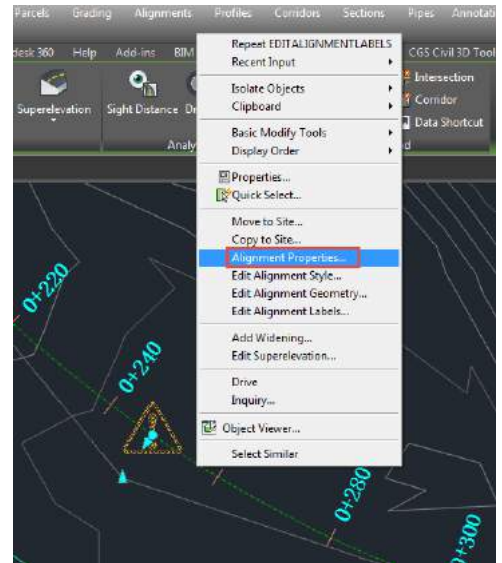 Parcels Grading Alignments Profiles Corridors Sections Pipes Annotat
desk 360 Help Add-ins BIM CGS Civil 3D Tool
Superelevation Sight Distance Intersection
Corridor
Data Shortcut
Repeat EDITALIGNMENTLABELS
Recent Input
Isolate Objects
Clipboard
Basic Modify Tools
Display Order
Properties...
Quick Select...
Move to Site...
Copy to Site...
Alignment Properties...
Edit Alignment Style...
Edit Alignment Geometry...
Edit Alignment Labels...
Add Widening...
Edit Superelevation...
Drive
Inquiry...
Object Viewer...
Select Similar
0+220
0+240
0+280
0+300